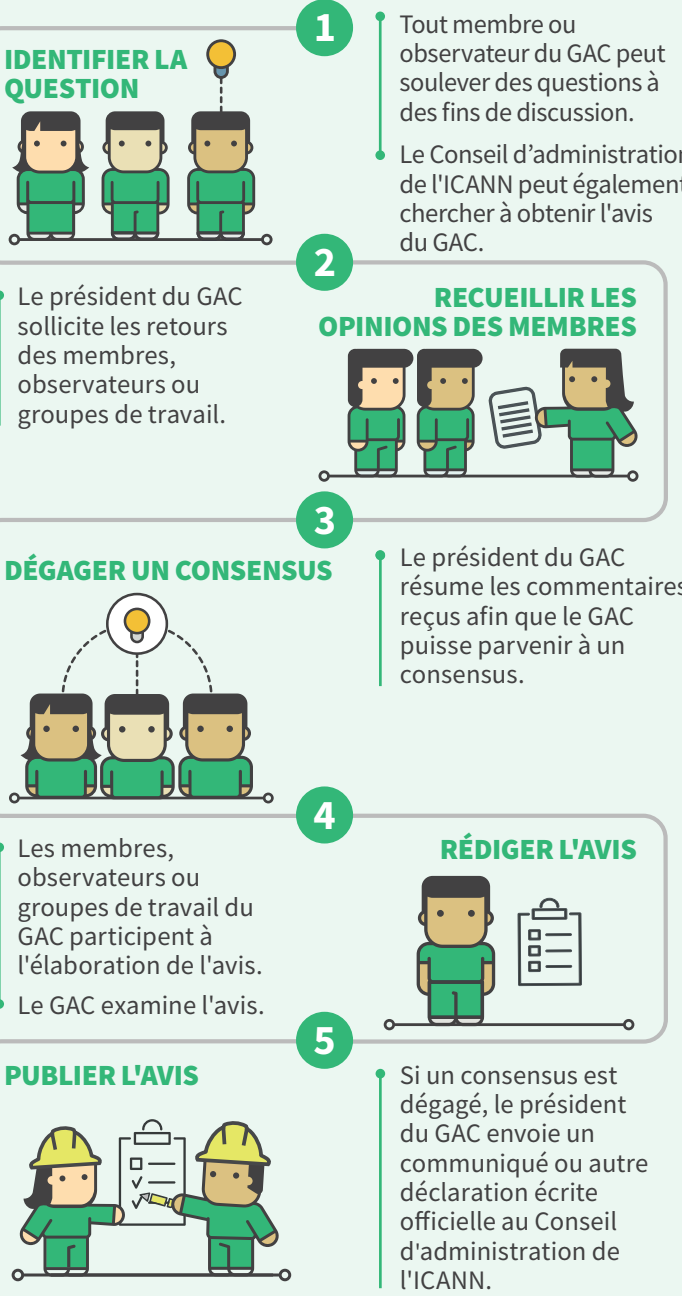 1
IDENTIFIER LA
QUESTION
Tout membre ou
observateur du GAC peut
soulever des questions à
des fins de discussion.
Le Conseil d’administration
de l'ICANN peut également
chercher à obtenir l'avis
du GAC.
2
Le président du GAC
sollicite les retours
des membres,
observateurs ou
groupes de travail.
RECUEILLIR LES
OPINIONS DES MEMBRES
3
DÉGAGER UN CONSENSUS
Le président du GAC
résume les commentaires
reçus afin que le GAC
puisse parvenir à un
consensus.
4
Les membres,
observateurs ou
groupes de travail du
GAC participent à
l'élaboration de l'avis.
Le GAC examine l'avis.
RÉDIGER L'AVIS
5
PUBLIER L'AVIS
Si un consensus est
dégagé, le président
du GAC envoie un
communiqué ou autre
déclaration écrite
officielle au Conseil
d'administration de
l'ICANN.